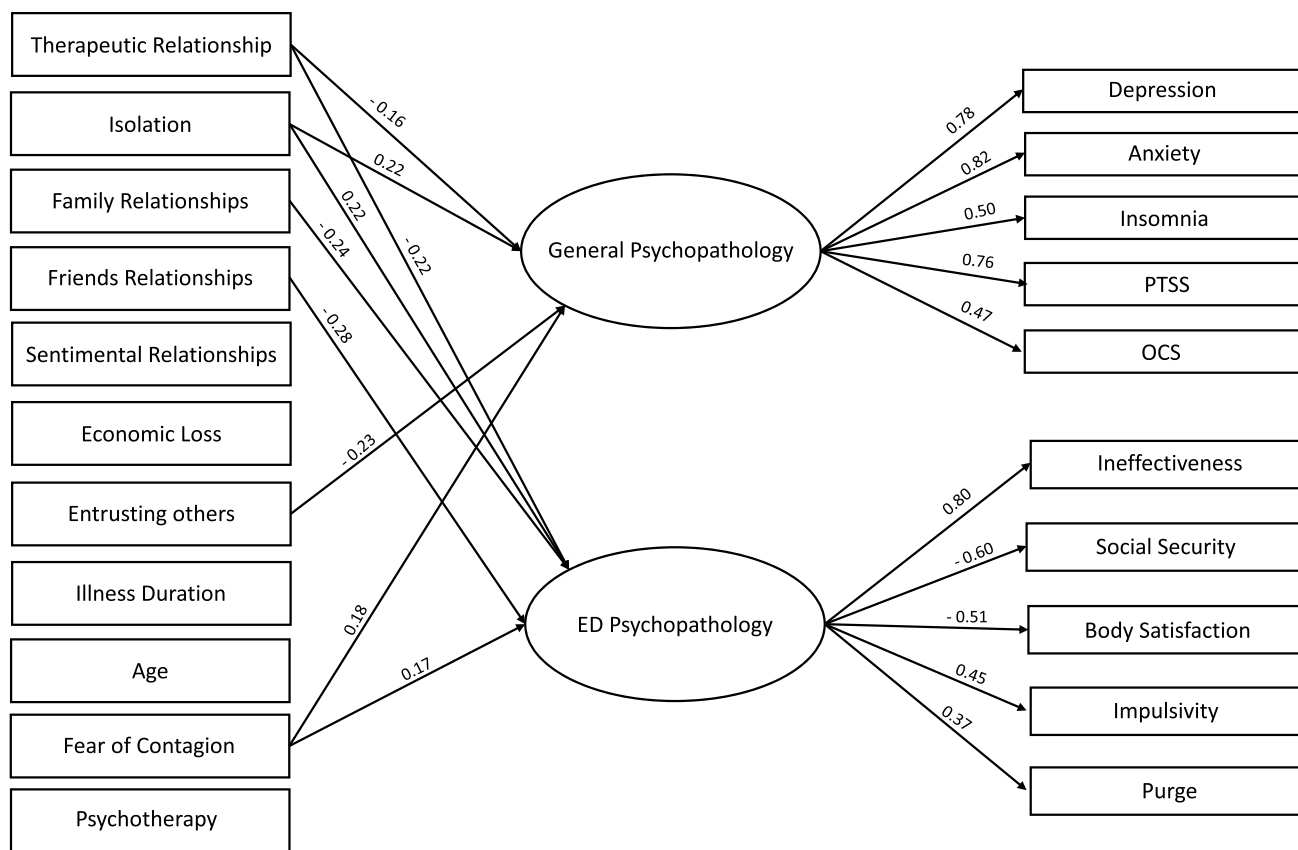 Therapeutic Relationship
Isolation
Family Relationships
Friends Relationships
Sentimental Relationships
Economic Loss
Entrusting others
Illness Duration
Age
Fear of Contagion
Psychotherapy
- 0.16
0.22
0.22
- 0.22
- 0.24
- 0.28
- 0.23
0.18
0.17
General Psychopathology
ED Psychopathology
0.78
0.82
0.50
0.76
0.47
0.80
- 0.60
- 0.51
0.45
0.37
Depression
Anxiety
Insomnia
PTSS
OCS
Ineffectiveness
Social Security
Body Satisfaction
Impulsivity
Purge